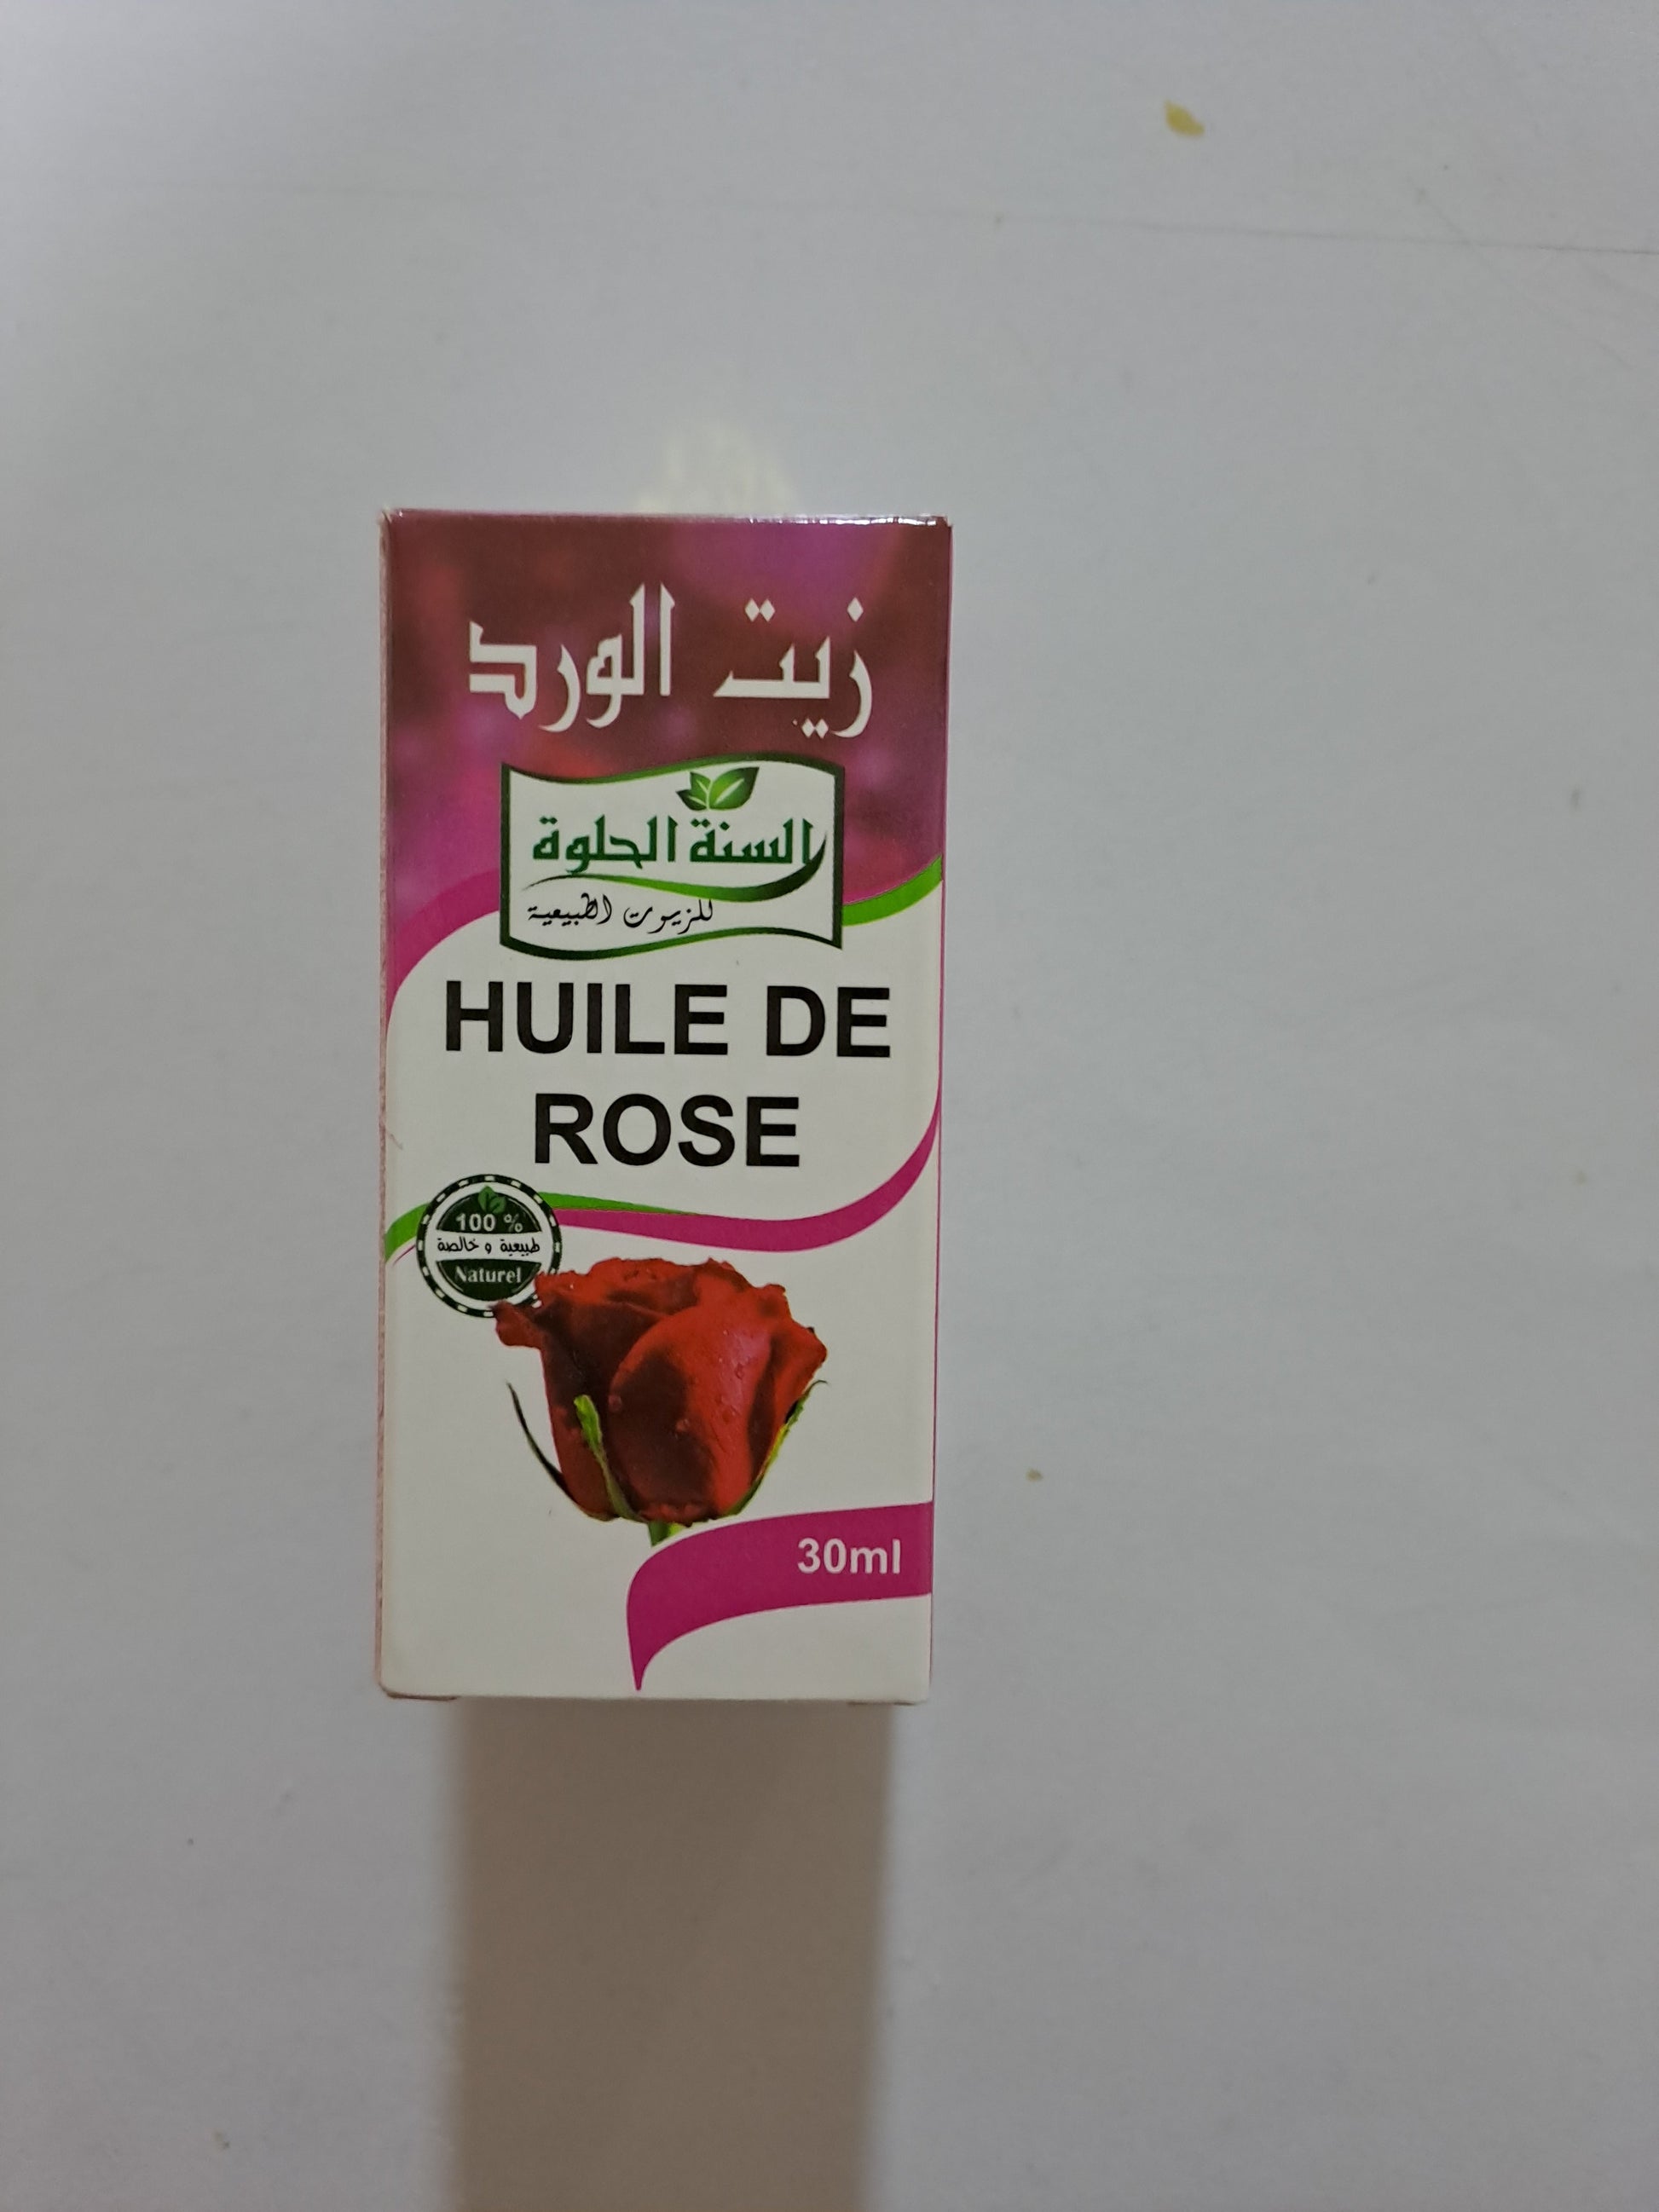 زيت الورد
السنة الحلوة
للزيوت الطبيعية
HUILE DE
ROSE
100 %
طبيعية و خالصة
Naturel
30ml